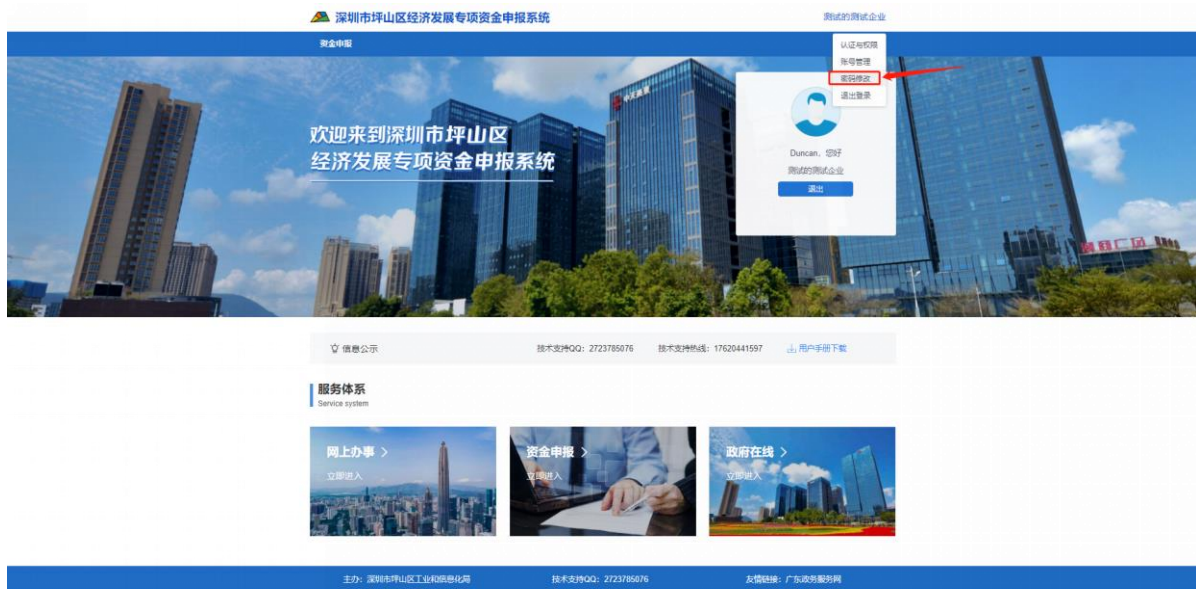 深圳市坪山区经济发展专项资金申报系统
测试的测试企业
资金申报
认证与权限
账号管理
密码修改
退出登录
欢迎来到深圳市坪山区
经济发展专项资金申报系统
Duncan，您好
测试的测试企业
退出
信息公示
技术支持QQ：2723785076
技术支持热线：17620441597
用户手册下载
服务体系
Service system
网上办事 >
立即进入
资金申报 >
立即进入
政府在线 >
立即进入
主办：深圳市坪山区工业和信息化局
技术支持QQ：2723785076
友情链接：广东政务服务网